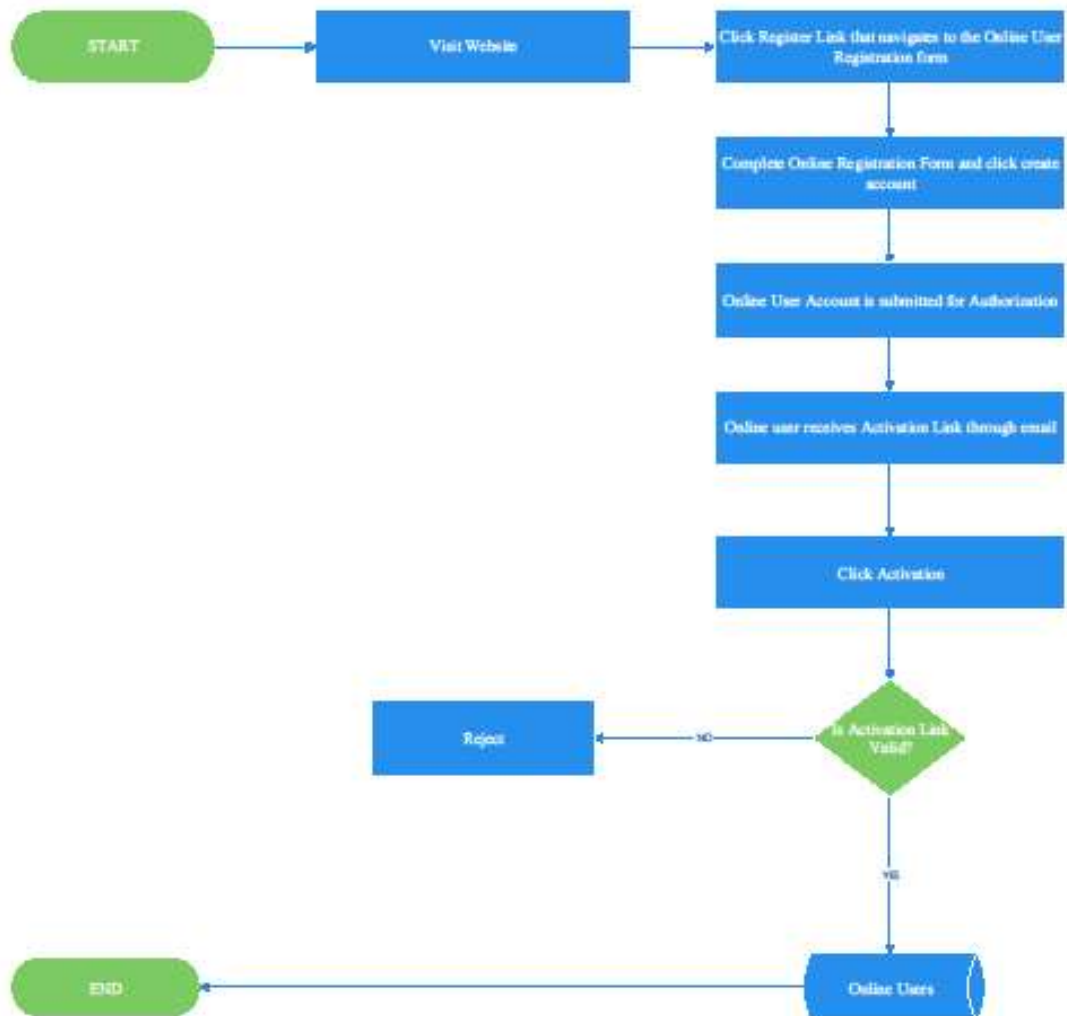 START
Visit Website
Click Register Link that navigates to the Online User
Registration form
Complete Online Registration Form and click create
account
Online User Account is submitted for Authorization
Online user receives Activation Link through email
Click Activation
Is Activation Link
Valid?
NO
Reject
YES
Online Users
END